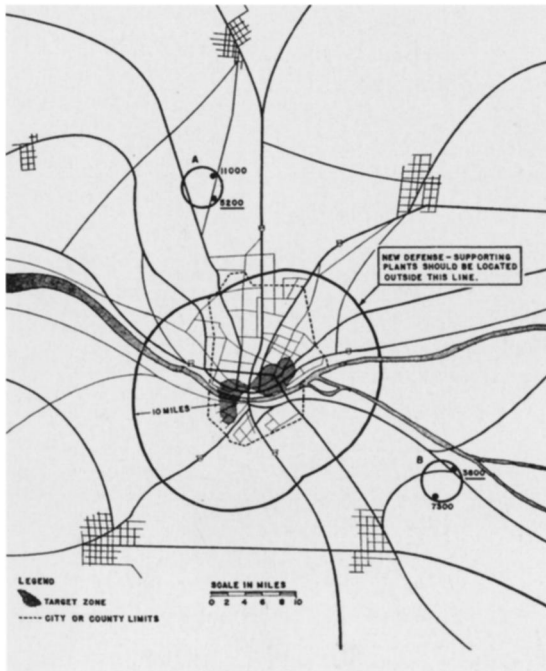 A
11000
5200
NEW DEFENSE - SUPPORTING
PLANTS SHOULD BE LOCATED
OUTSIDE THIS LINE.
10 MILES
B
5800
7500
LEGEND
TARGET ZONE
CITY OR COUNTY LIMITS
SCALE IN MILES
0 2 4 6 8 10